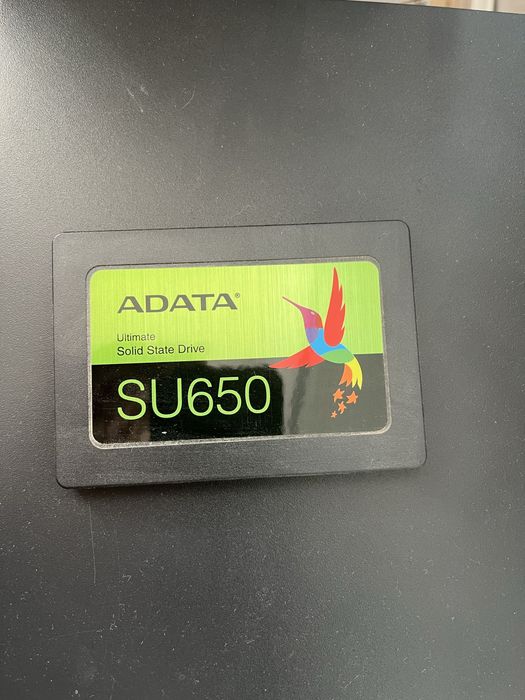 ADATA®
Ultimate
Solid State Drive
SU650